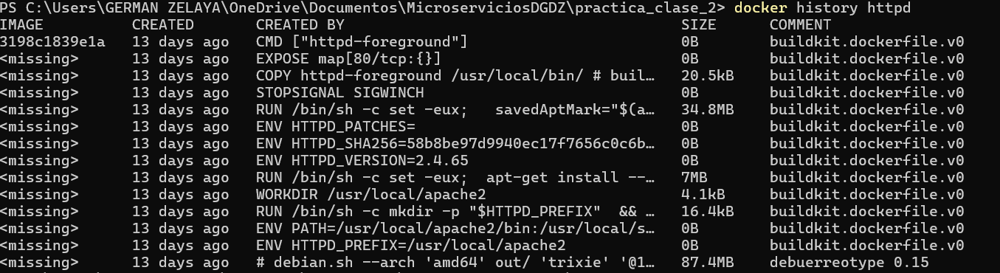 PS C:\Users\GERMAN ZELAYA\OneDrive\Documentos\MicroserviciosDGDZ\practica_clase_2> docker history httpd
IMAGE CREATED CREATED BY SIZE COMMENT
3198c1839e1a 13 days ago CMD ["httpd-foreground"] 0B buildkit.dockerfile.v0
<missing> 13 days ago EXPOSE map[80/tcp:{}] 0B buildkit.dockerfile.v0
<missing> 13 days ago COPY httpd-foreground /usr/local/bin/ # buil… 20.5kB buildkit.dockerfile.v0
<missing> 13 days ago STOPSIGNAL SIGWINCH 0B buildkit.dockerfile.v0
<missing> 13 days ago RUN /bin/sh -c set -eux; savedAptMark="$(a… 34.8MB buildkit.dockerfile.v0
<missing> 13 days ago ENV HTTPD_PATCHES= 0B buildkit.dockerfile.v0
<missing> 13 days ago ENV HTTPD_SHA256=58b8be97d9940ec17f7656c0c6b… 0B buildkit.dockerfile.v0
<missing> 13 days ago ENV HTTPD_VERSION=2.4.65 0B buildkit.dockerfile.v0
<missing> 13 days ago RUN /bin/sh -c set -eux; apt-get install --… 7MB buildkit.dockerfile.v0
<missing> 13 days ago WORKDIR /usr/local/apache2 4.1kB buildkit.dockerfile.v0
<missing> 13 days ago RUN /bin/sh -c mkdir -p "$HTTPD_PREFIX" && … 16.4kB buildkit.dockerfile.v0
<missing> 13 days ago ENV PATH=/usr/local/apache2/bin:/usr/local/s… 0B buildkit.dockerfile.v0
<missing> 13 days ago ENV HTTPD_PREFIX=/usr/local/apache2 0B buildkit.dockerfile.v0
<missing> 13 days ago # debian.sh --arch 'amd64' out/ 'trixie' '@1… 87.4MB debuerreotype 0.15